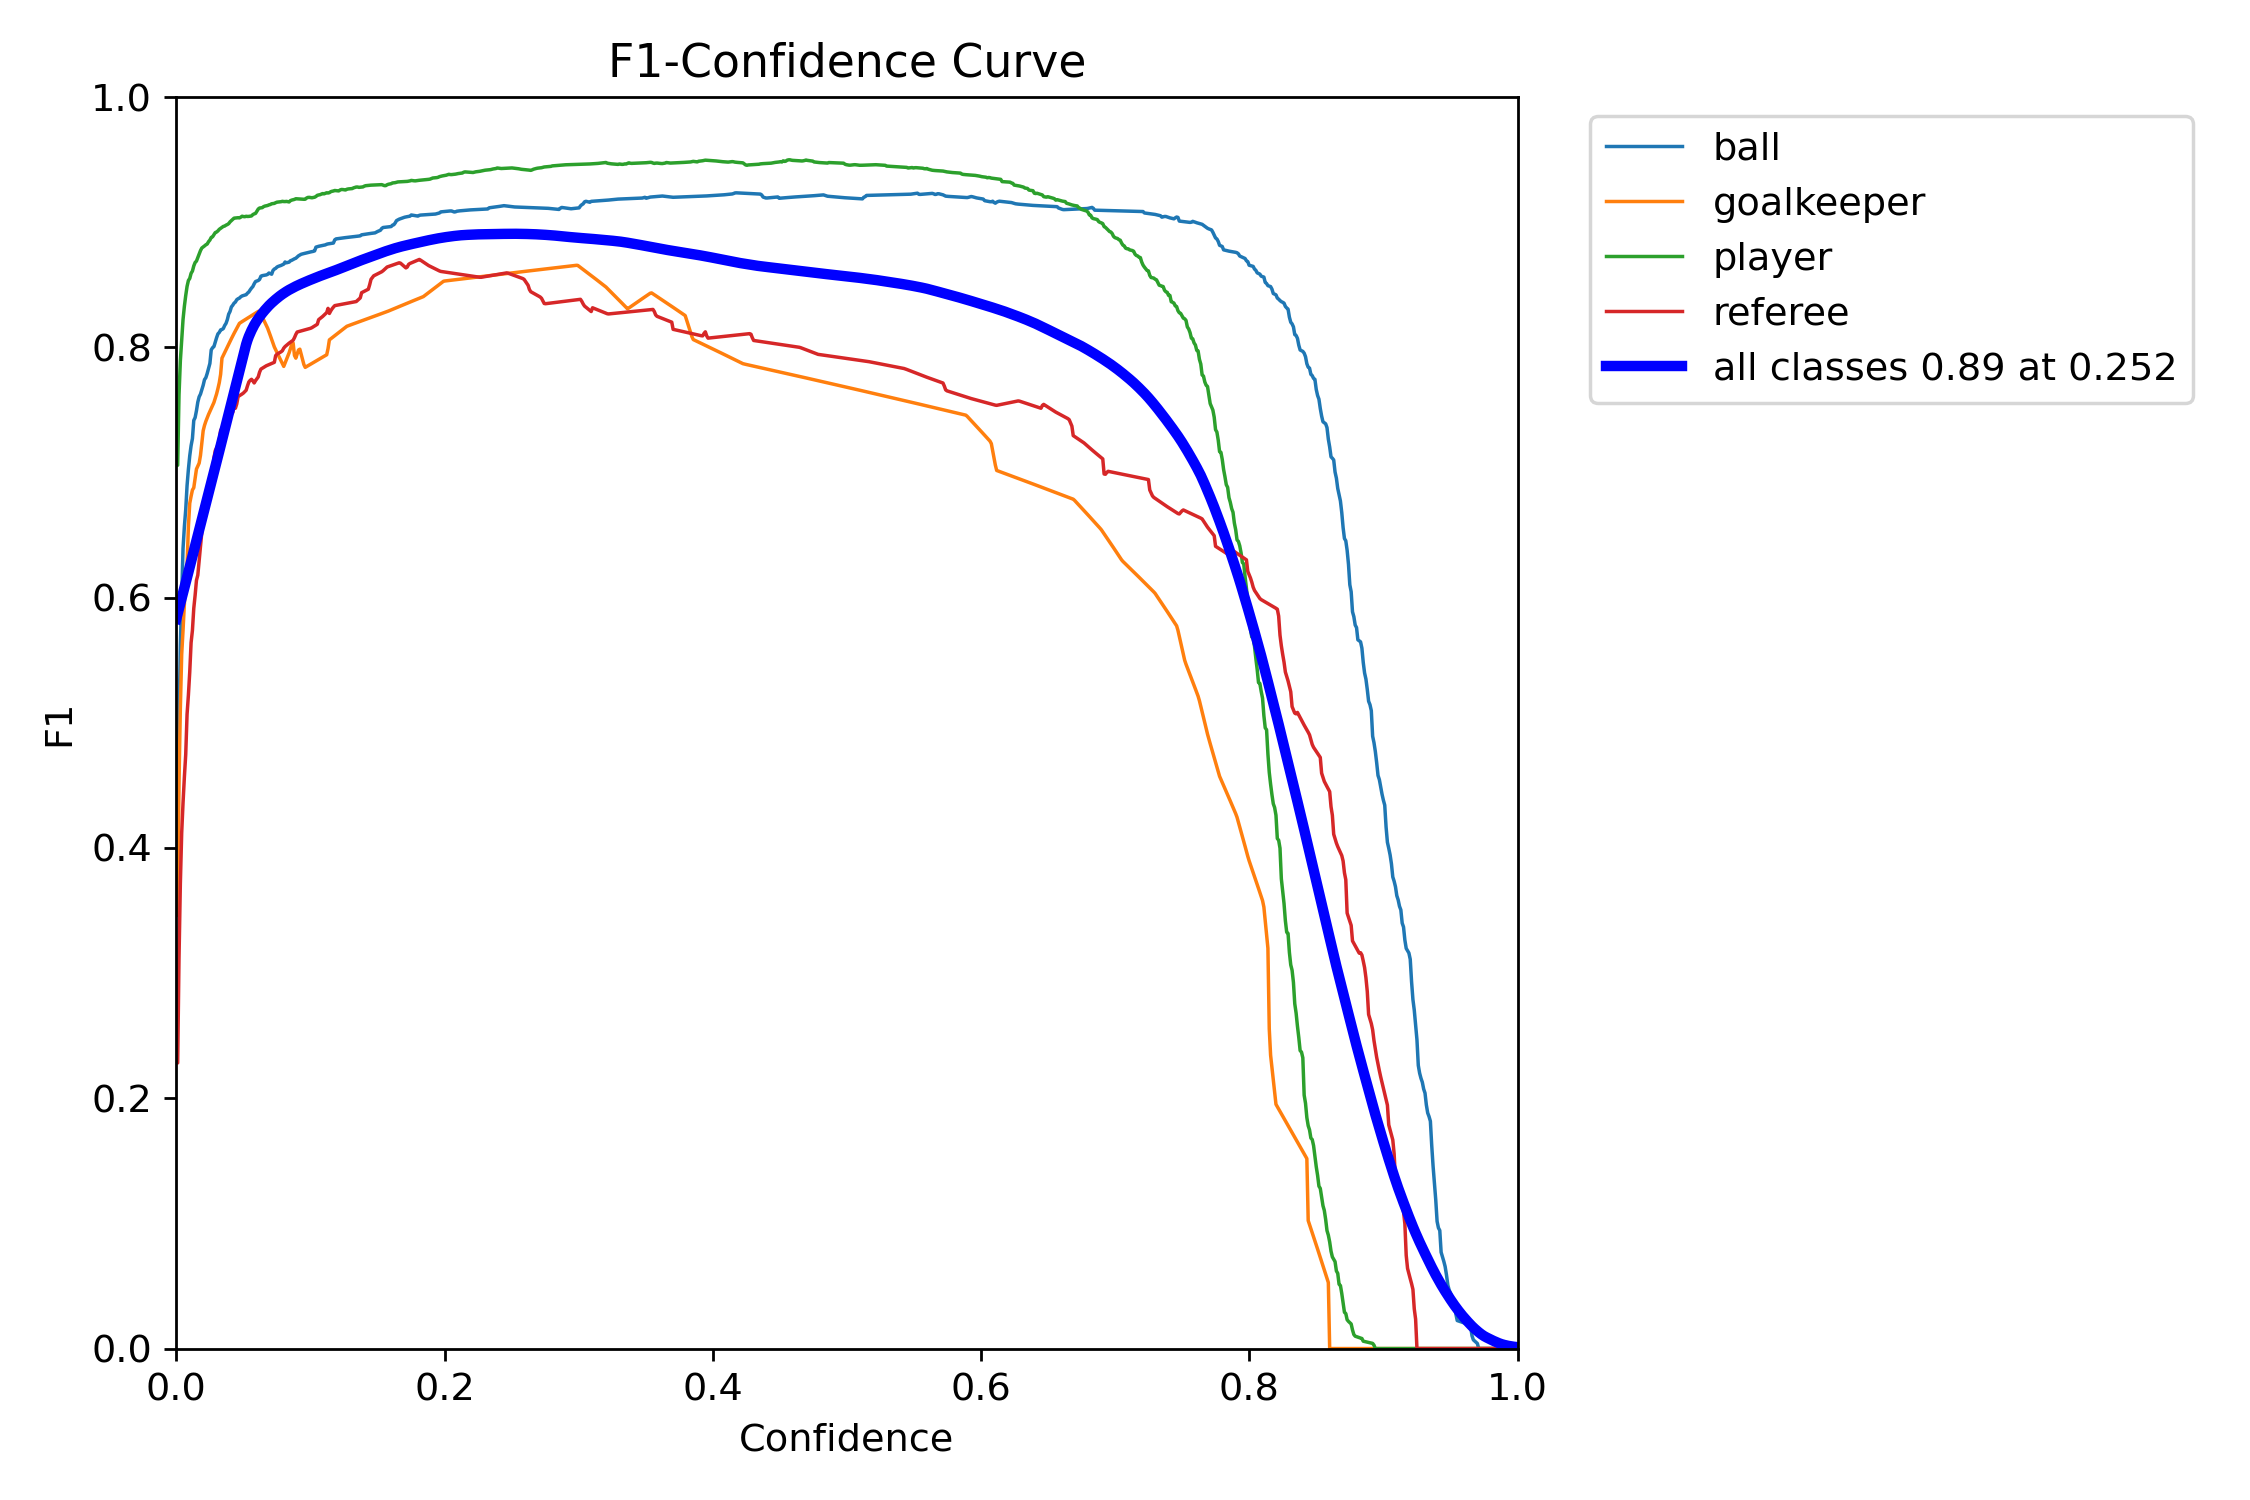 F1-Confidence Curve
1.0
0.8
0.6
0.4
0.2
0.0
F1
0.0 0.2 0.4 0.6 0.8 1.0
Confidence
ball
goalkeeper
player
referee
all classes 0.89 at 0.252